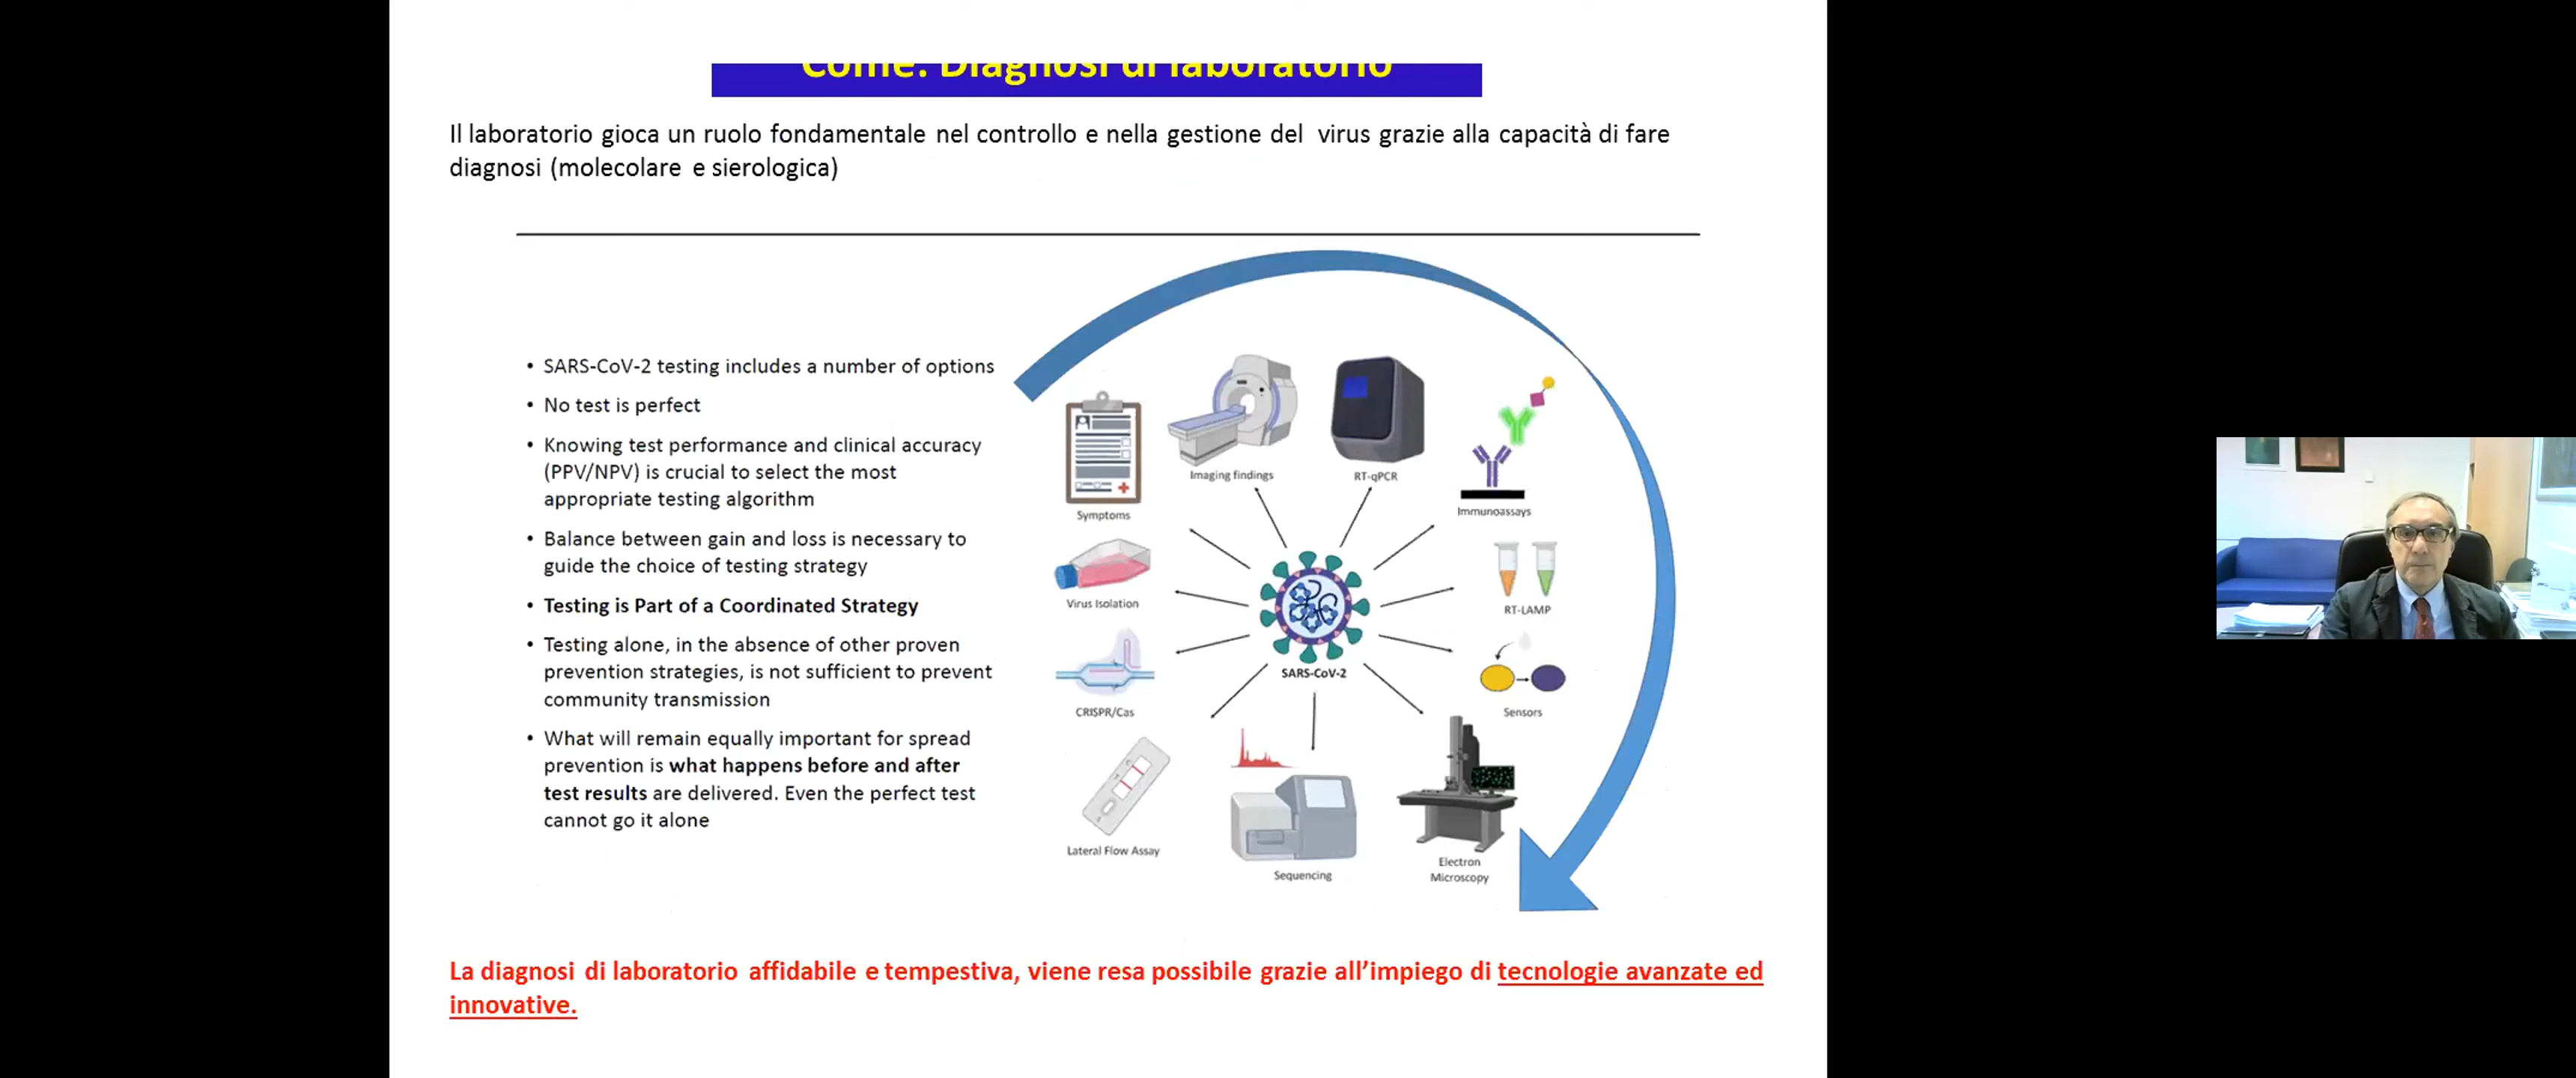 Come: Diagnosi di laboratorio
Il laboratorio gioca un ruolo fondamentale nel controllo e nella gestione del virus grazie alla capacità di fare
diagnosi (molecolare e sierologica)
• SARS-CoV-2 testing includes a number of options
• No test is perfect
• Knowing test performance and clinical accuracy
(PPV/NPV) is crucial to select the most
appropriate testing algorithm
• Balance between gain and loss is necessary to
guide the choice of testing strategy
• Testing is Part of a Coordinated Strategy
• Testing alone, in the absence of other proven
prevention strategies, is not sufficient to prevent
community transmission
• What will remain equally important for spread
prevention is what happens before and after
test results are delivered. Even the perfect test
cannot go it alone
Symptoms
Imaging findings
RT-qPCR
Immunoassays
Virus Isolation
RT-LAMP
SARS-CoV-2
CRISPR/Cas
Sensors
Lateral Flow Assay
Sequencing
Electron
Microscopy
La diagnosi di laboratorio affidabile e tempestiva, viene resa possibile grazie all'impiego di tecnologie avanzate ed
innovative.